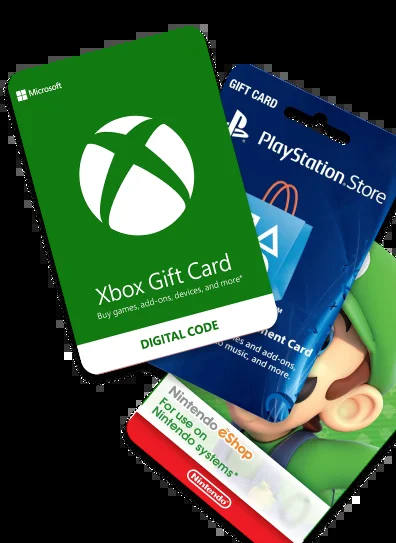 Microsoft
Xbox Gift Card
Buy games, add-ons, devices, and more*
DIGITAL CODE
GIFT CARD
PlayStation®Store
Card
and add-ons,
music, and more.
Nintendo eShop
For use on
Nintendo systems*
Nintendo